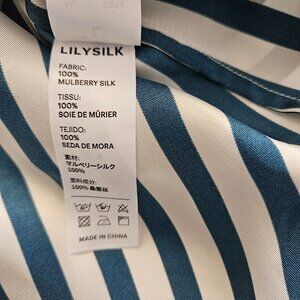 LILYSILK
FABRIC:
100%
MULBERRY SILK
TISSU:
100%
SOIE DE MÛRIER
TEJIDO:
100%
SEDA DE MORA
素材:
マルベリーシルク
100%
面料成分:
100% 桑蚕丝
MADE IN CHINA